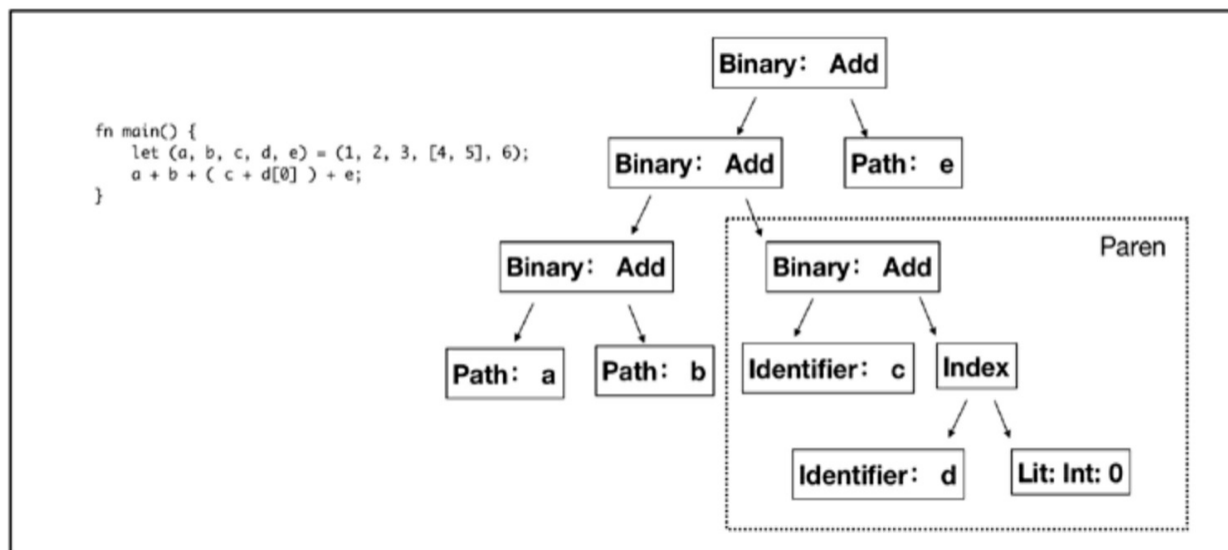 Binary: Add
fn main() {
let (a, b, c, d, e) = (1, 2, 3, [4, 5], 6);
a + b + ( c + d[0] ) + e;
}
Binary: Add
Path: e
Paren
Binary: Add
Binary: Add
Path: a
Path: b
Identifier: c
Index
Identifier: d
Lit: Int: 0